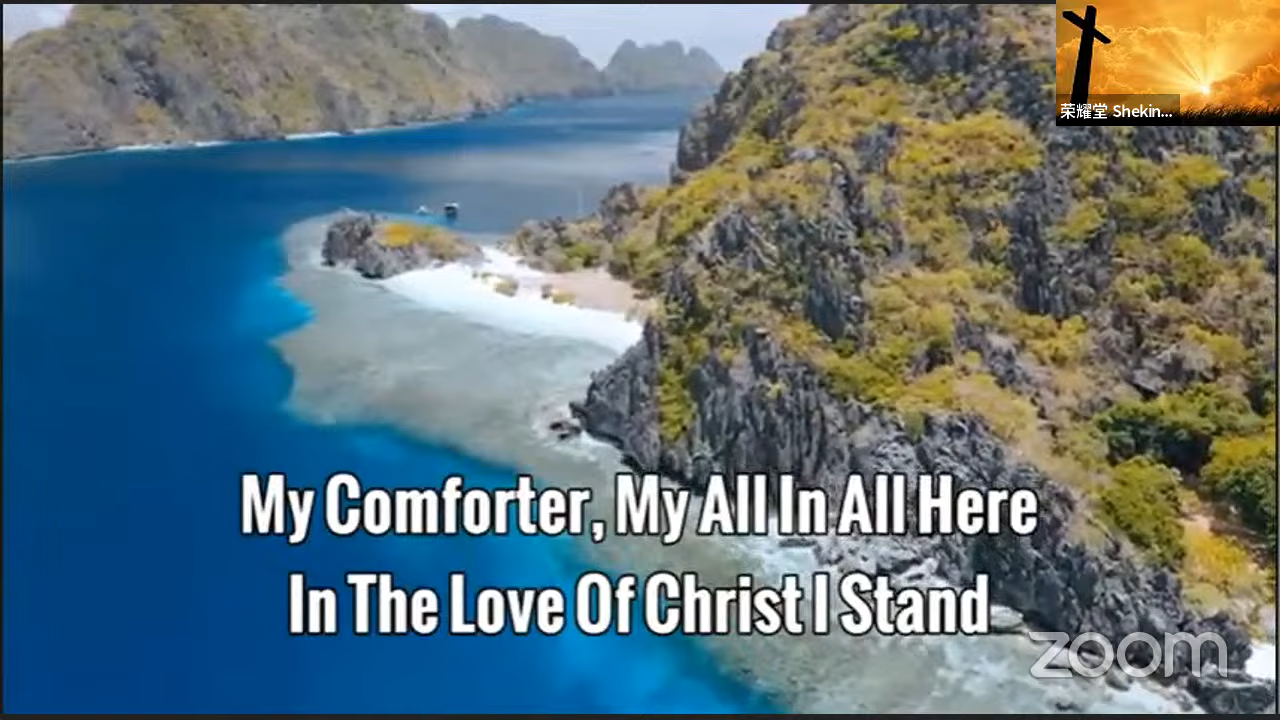 荣耀堂 Shekin...
My Comforter, My All In All Here
In The Love Of Christ I Stand
zoom